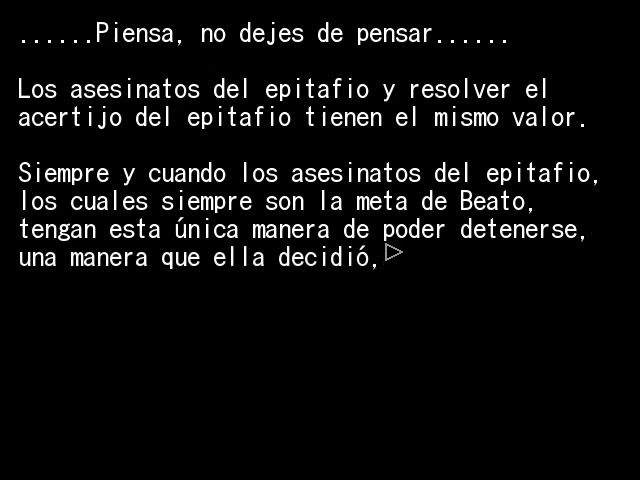 ......Piensa, no dejes de pensar......
Los asesinatos del epitafio y resolver el
acertijo del epitafio tienen el mismo valor.
Siempre y cuando los asesinatos del epitafio,
los cuales siempre son la meta de Beato,
tengan esta única manera de poder detenerse,
una manera que ella decidió,